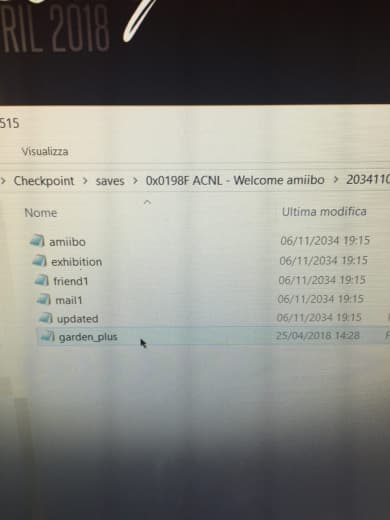 RIL 2018
515
Visualizza
> Checkpoint > saves > 0x0198F ACNL - Welcome amiibo > 2034110
Nome Ultima modifica
amiibo 06/11/2034 19:15
exhibition 06/11/2034 19:15
friend1 06/11/2034 19:15
mail1 06/11/2034 19:15
updated 06/11/2034 19:15
garden_plus 25/04/2018 14:28 F